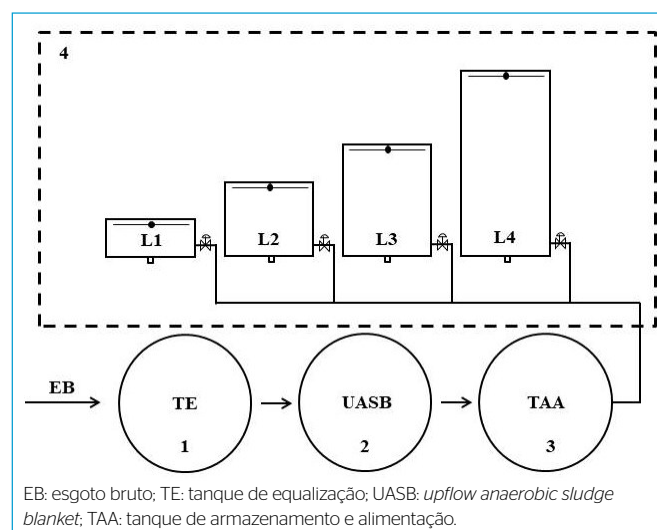 4
L1
L2
L3
L4
EB
TE
UASB
TAA
1
2
3
EB: esgoto bruto; TE: tanque de equalização; UASB: upflow anaerobic sludge
blanket; TAA: tanque de armazenamento e alimentação.